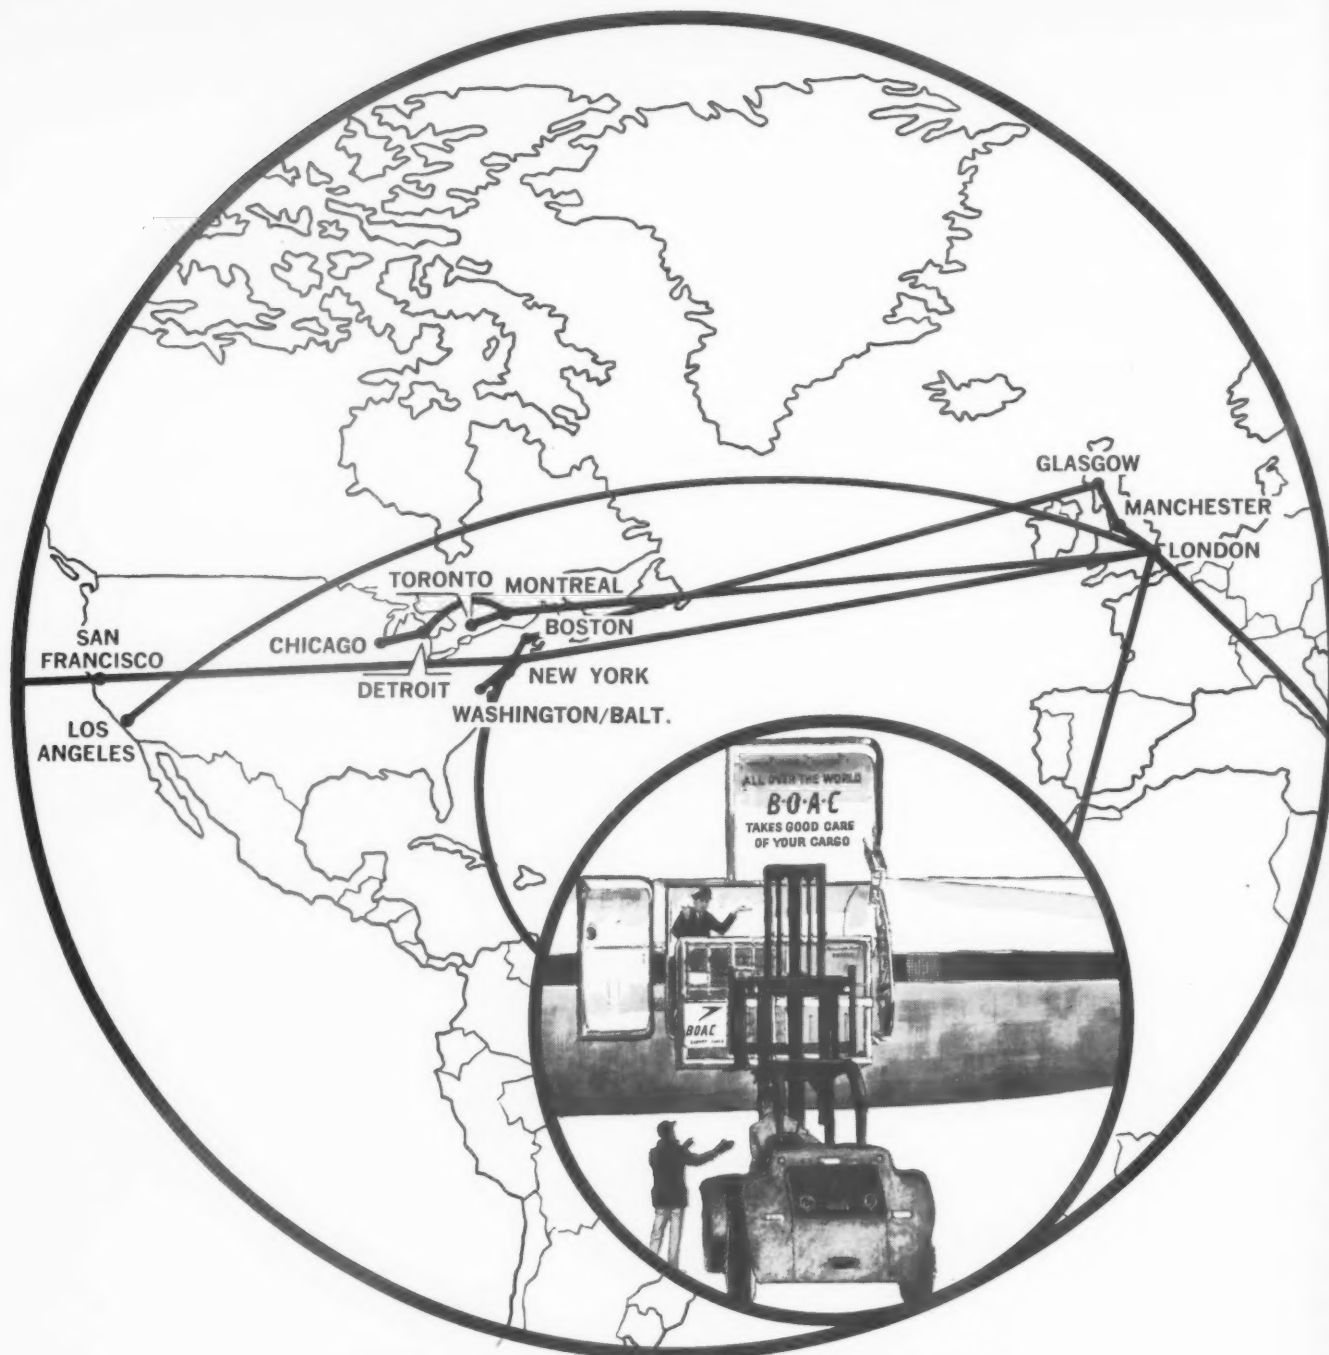 GLASGOW
MANCHESTER
LONDON
TORONTO
MONTREAL
CHICAGO
BOSTON
SAN
FRANCISCO
DETROIT
NEW YORK
WASHINGTON/BALT.
LOS
ANGELES
ALL OVER THE WORLD
B·O·A·C
TAKES GOOD CARE
OF YOUR CARGO
BOAC